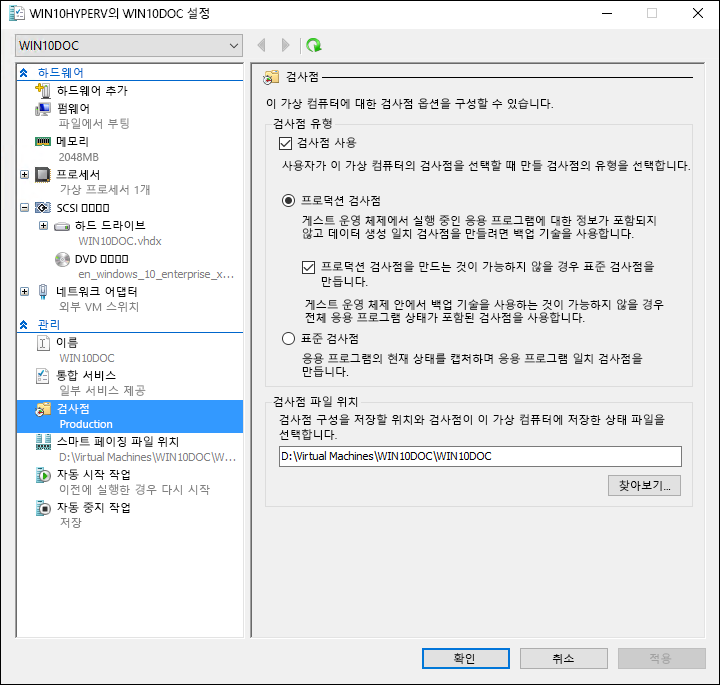 WIN10HYPERV의 WIN10DOC 설정
WIN10DOC
하드웨어
하드웨어 추가
펌웨어
파일에서 부팅
메모리
2048MB
프로세서
가상 프로세서 1개
SCSI
하드 드라이브
WIN10DOC.vhdx
DVD
en_windows_10_enterprise_x...
네트워크 어댑터
외부 VM 스위치
관리
이름
WIN10DOC
통합 서비스
일부 서비스 제공
검사점
Production
스마트 페이징 파일 위치
D:\Virtual Machines\WIN10DOC\W...
자동 시작 작업
이전에 실행한 경우 다시 시작
자동 중지 작업
저장
검사점
이 가상 컴퓨터에 대한 검사점 옵션을 구성할 수 있습니다.
검사점 유형
검사점 사용
사용자가 이 가상 컴퓨터의 검사점을 선택할 때 만들 검사점의 유형을 선택합니다.
프로덕션 검사점
게스트 운영 체제에서 실행 중인 응용 프로그램에 대한 정보가 포함되지
않고 데이터 생성 일치 검사점을 만들려면 백업 기술을 사용합니다.
프로덕션 검사점을 만드는 것이 가능하지 않을 경우 표준 검사점을
만듭니다.
게스트 운영 체제 안에서 백업 기술을 사용하는 것이 가능하지 않을 경우
전체 응용 프로그램 상태가 포함된 검사점을 사용합니다.
표준 검사점
응용 프로그램의 현재 상태를 캡처하며 응용 프로그램 일치 검사점을
만듭니다.
검사점 파일 위치
검사점 구성을 저장할 위치와 검사점이 이 가상 컴퓨터에 저장한 상태 파일을
선택합니다.
D:\Virtual Machines\WIN10DOC\WIN10DOC
찾아보기...
확인
취소
적용